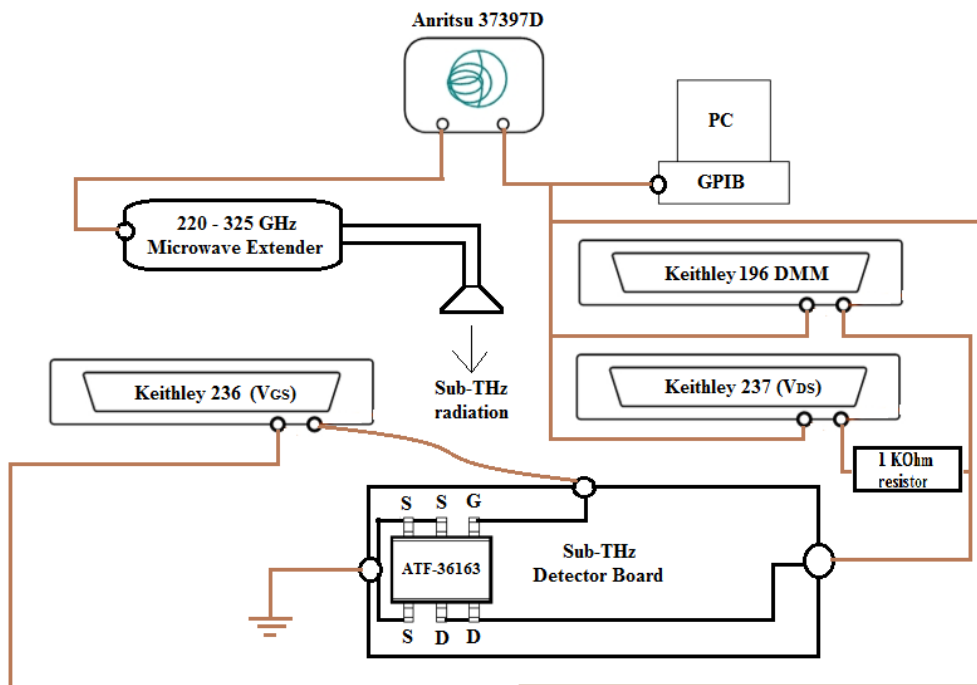 Anritsu 37397D
PC
GPIB
220 - 325 GHz
Microwave Extender
Keithley 196 DMM
Sub-THz
radiation
Keithley 236 (VGS)
Keithley 237 (VDS)
1 KOhm
resistor
S S G
ATF-36163
Sub-THz
Detector Board
S D D